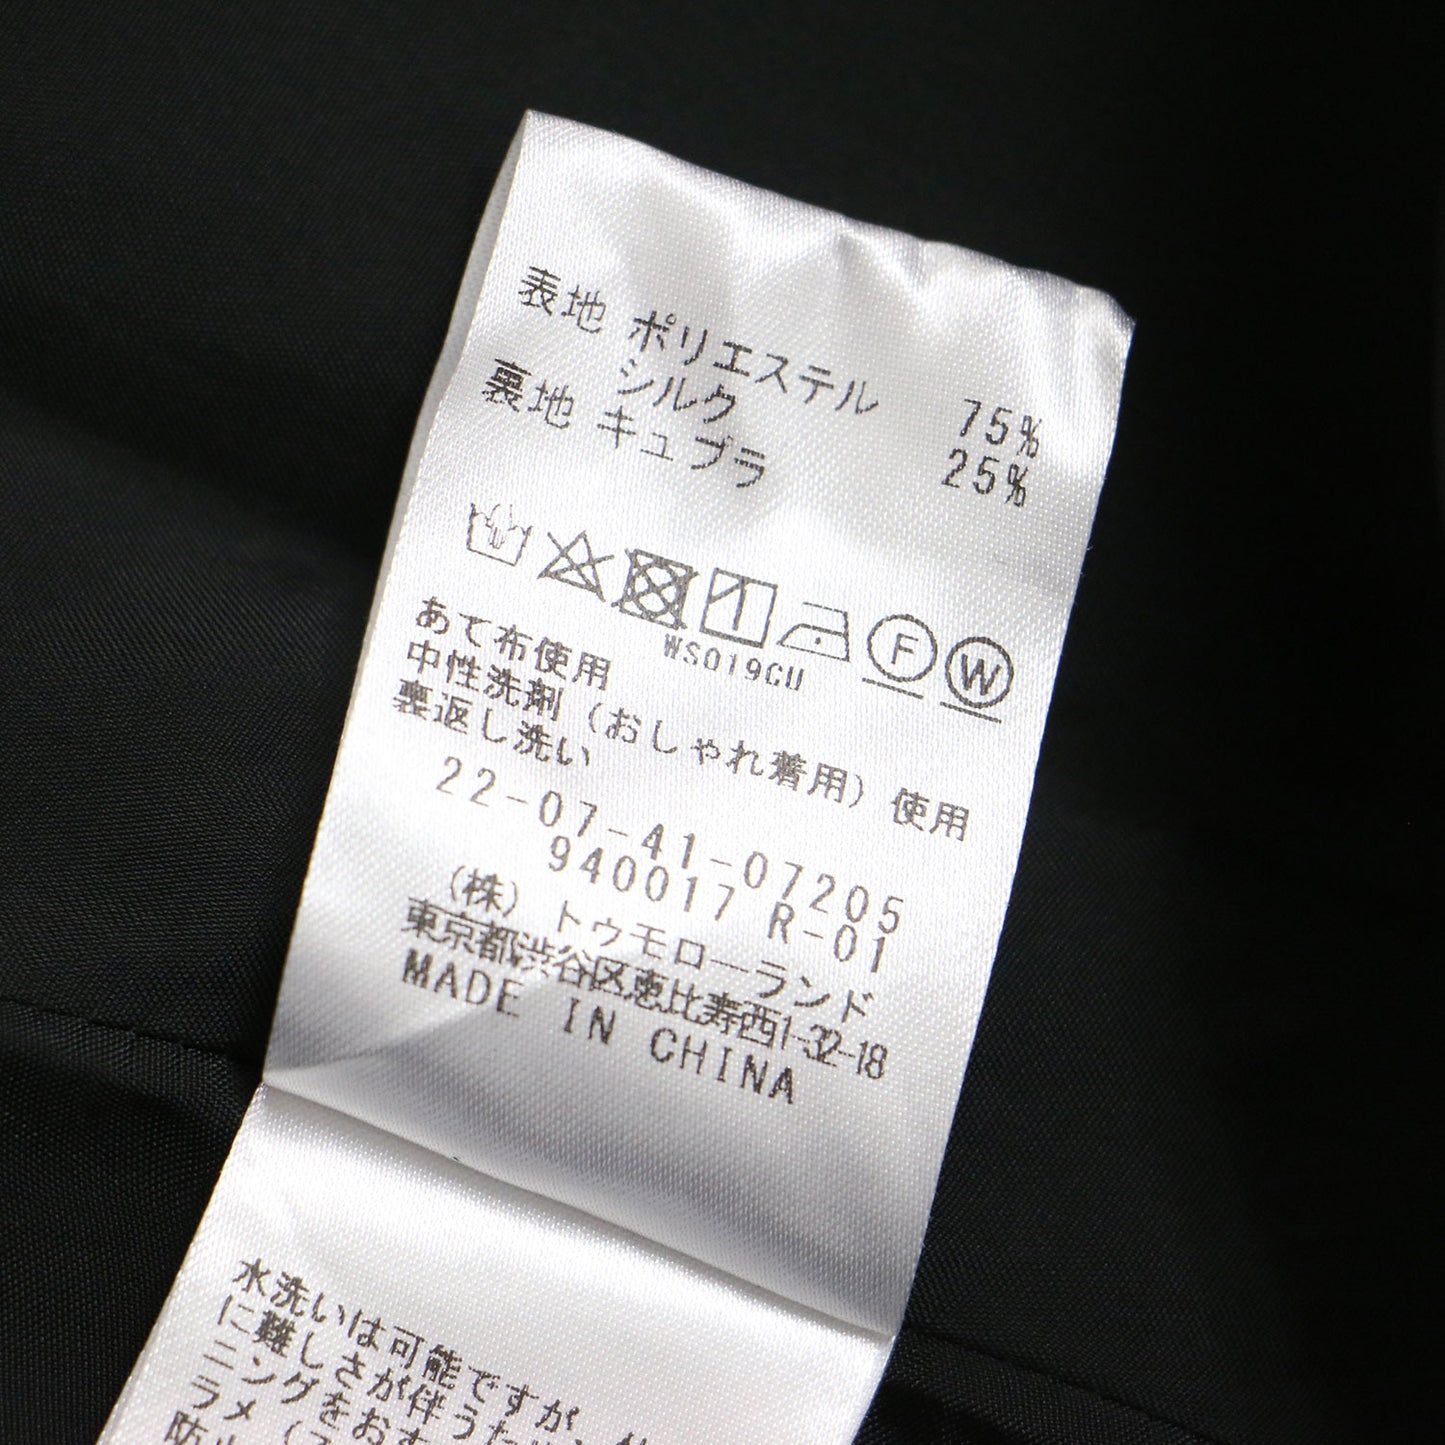 表地 ポリエステル 75%
シルク 25%
裏地 キュプラ
F W
WS019CU
あて布使用
中性洗剤（おしゃれ着用）使用
裏返し洗い
22-07-41-07205
940017 R-01
（株）トゥモローランド
東京都渋谷区恵比寿西1-32-18
MADE IN CHINA
水洗いは可能ですが、
に難しさが伴うた
ニングをおす
ラメ
防